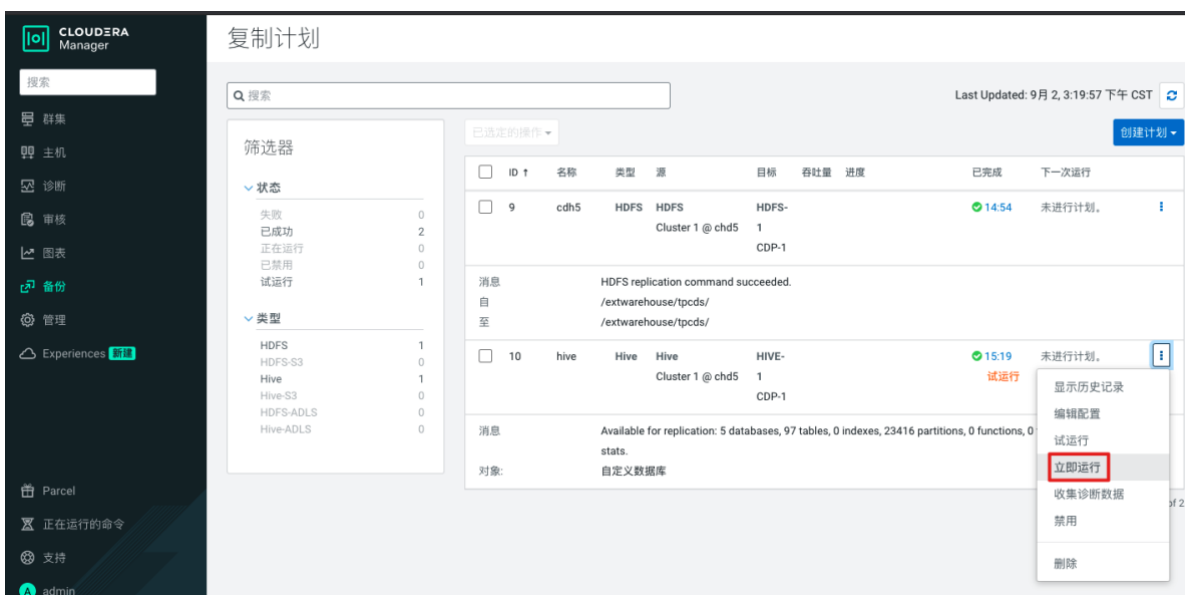 CLOUDERA
Manager
搜索
群集
主机
诊断
审核
图表
备份
管理
Experiences 新建
Parcel
正在运行的命令
支持
A admin
复制计划
搜索
Last Updated: 9月 2, 3:19:57 下午 CST
筛选器
状态
失败 0
已成功 2
正在运行 0
已禁用 0
试运行 1
类型
HDFS 1
HDFS-S3 0
Hive 1
Hive-S3 0
HDFS-ADLS 0
Hive-ADLS 0
已选定的操作
创建计划
ID ↑ 名称 类型 源 目标 吞吐量 进度 已完成 下一次运行
9 cdh5 HDFS HDFS HDFS- 14:54 未进行计划。
Cluster 1 @ chd5 1
CDP-1
消息 HDFS replication command succeeded.
自 /extwarehouse/tpcds/
至 /extwarehouse/tpcds/
10 hive Hive Hive HIVE- 15:19 未进行计划。
Cluster 1 @ chd5 1 试运行
CDP-1
消息 Available for replication: 5 databases, 97 tables, 0 indexes, 23416 partitions, 0 functions, 0
stats.
对象: 自定义数据库
显示历史记录
编辑配置
试运行
立即运行
收集诊断数据
禁用
删除
of 2